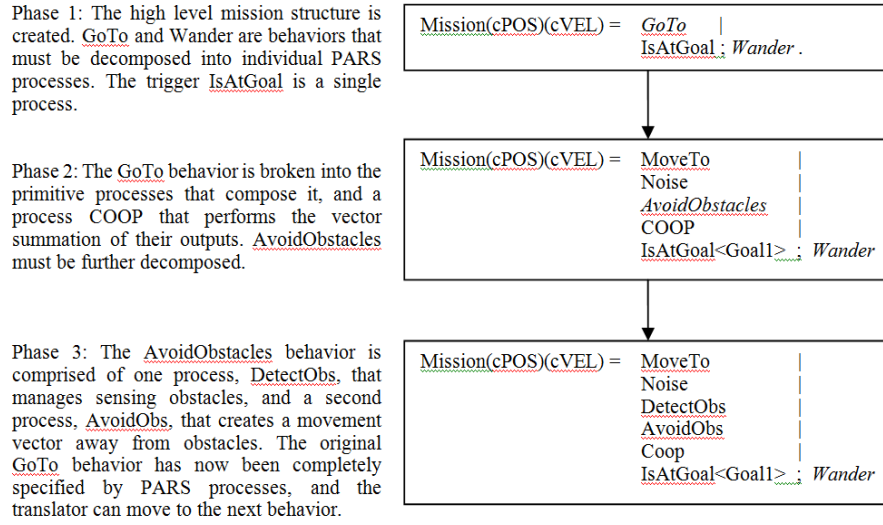 Phase 1: The high level mission structure is
created. GoTo and Wander are behaviors that
must be decomposed into individual PARS
processes. The trigger IsAtGoal is a single
process.
Mission(cPOS)(cVEL) = GoTo |
IsAtGoal ; Wander .
Phase 2: The GoTo behavior is broken into the
primitive processes that compose it, and a
process COOP that performs the vector
summation of their outputs. AvoidObstacles
must be further decomposed.
Mission(cPOS)(cVEL) = MoveTo |
Noise |
AvoidObstacles |
COOP |
IsAtGoal<Goal1> ; Wander
Phase 3: The AvoidObstacles behavior is
comprised of one process, DetectObs, that
manages sensing obstacles, and a second
process, AvoidObs, that creates a movement
vector away from obstacles. The original
GoTo behavior has now been completely
specified by PARS processes, and the
translator can move to the next behavior.
Mission(cPOS)(cVEL) = MoveTo |
Noise |
DetectObs |
AvoidObs |
Coop |
IsAtGoal<Goal1> ; Wander